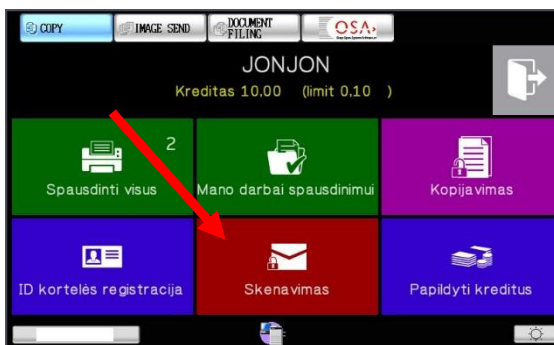 COPY
IMAGE SEND
DOCUMENT
FILING
OSA
JONJON
Kreditas 10,00 (limit 0,10 )
2
Spausdinti visus
Mano darbai spausdinimui
Kopijavimas
ID kortelės registracija
Skenavimas
Papildyti kreditus